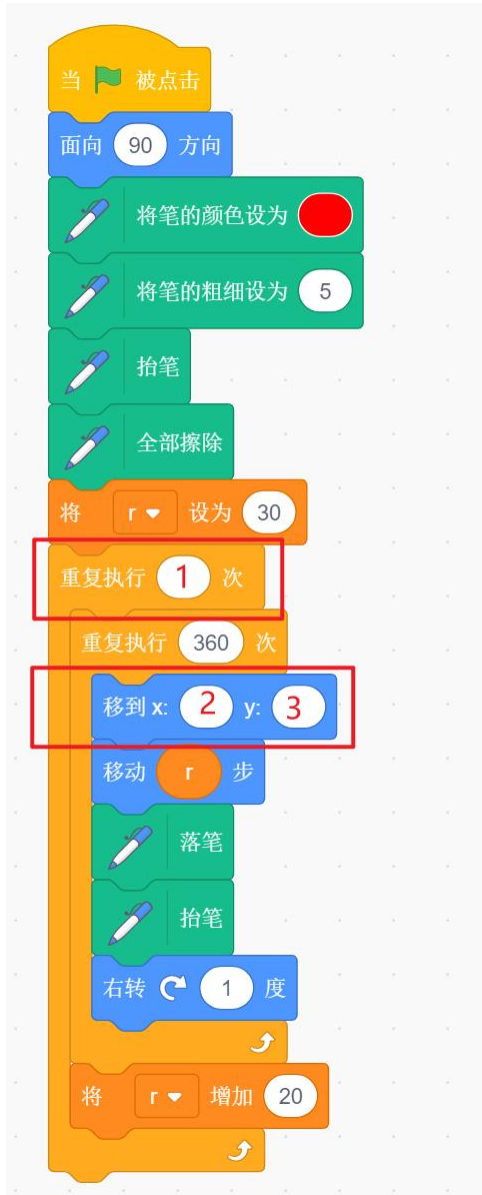 当 被点击
面向 90 方向
将笔的颜色设为
将笔的粗细设为 5
抬笔
全部擦除
将 r 设为 30
重复执行 1 次
重复执行 360 次
移到 x: 2 y: 3
移动 r 步
落笔
抬笔
右转 1 度
将 r 增加 20